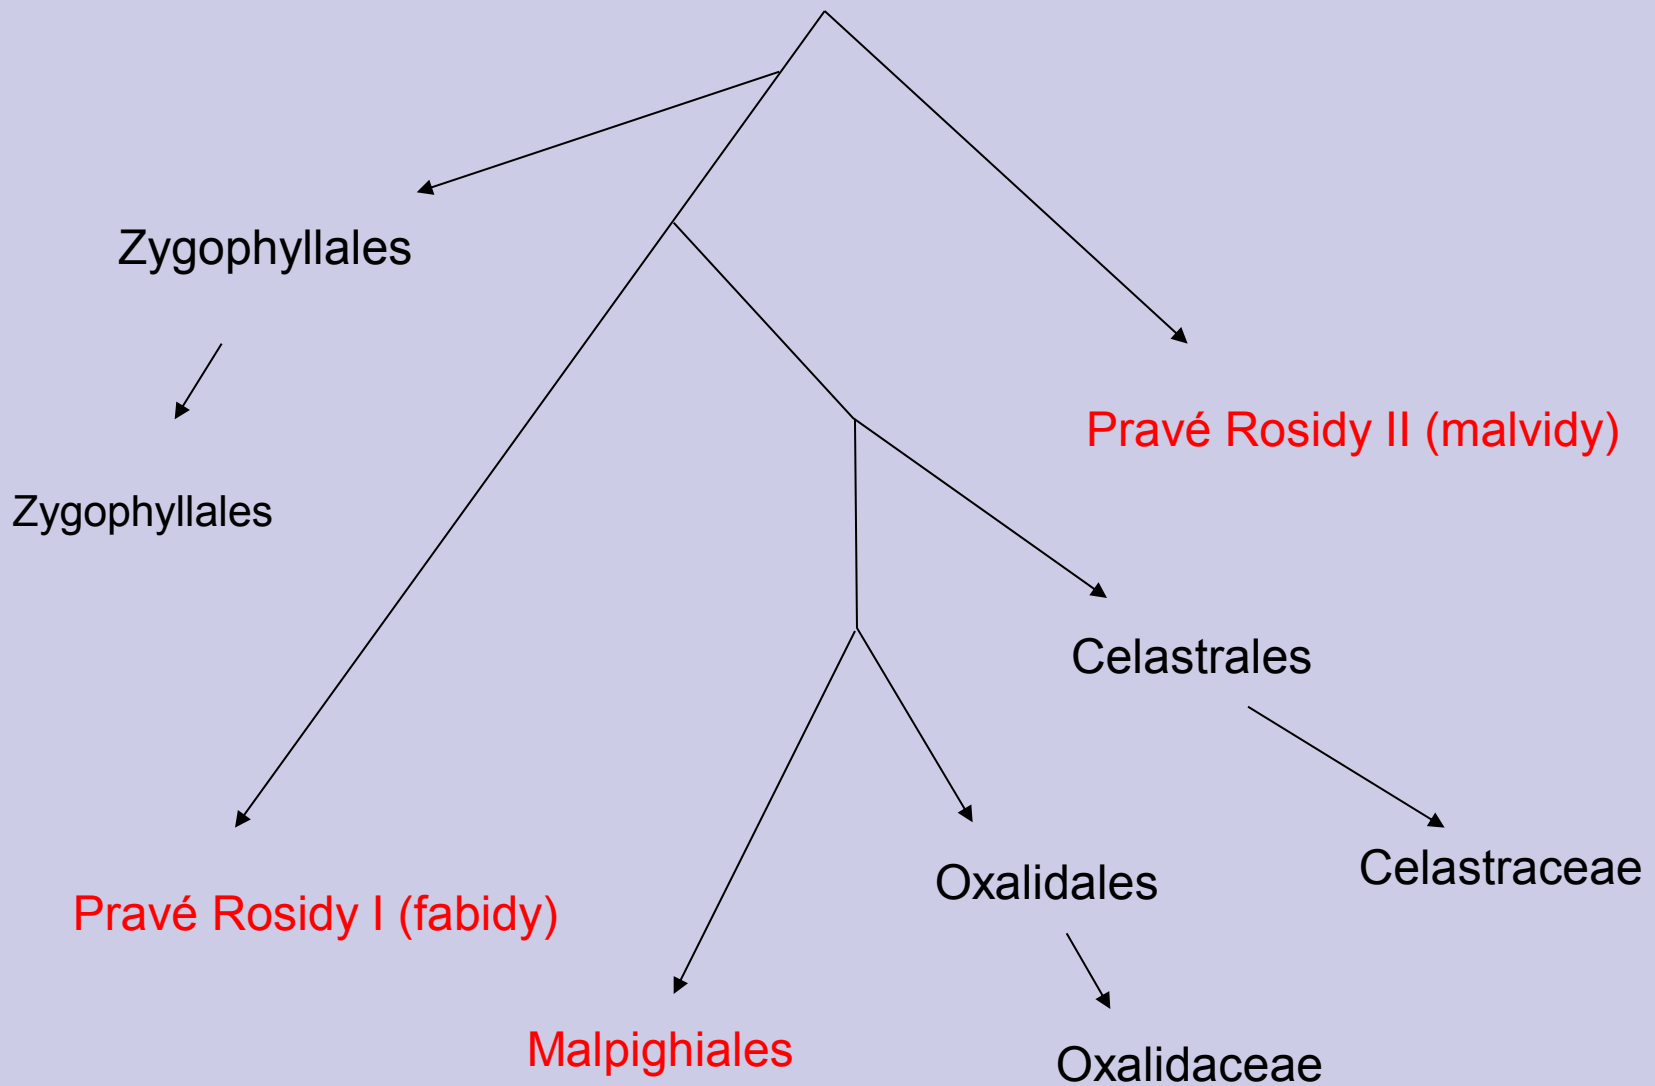 Zygophyllales
Pravé Rosidy II (malvidy)
Zygophyllales
Celastrales
Celastraceae
Oxalidales
Pravé Rosidy I (fabidy)
Malpighiales
Oxalidaceae